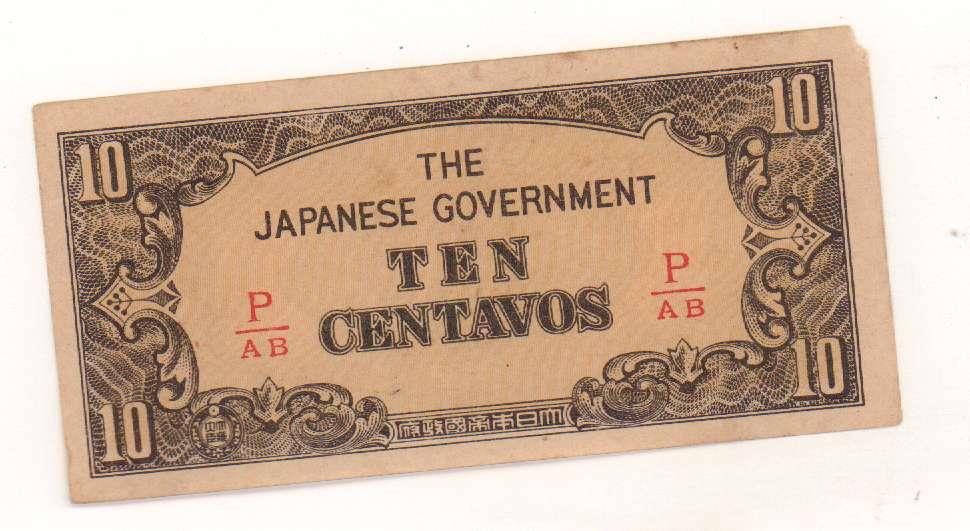 10
10
THE
JAPANESE GOVERNMENT
TEN
CENTAVOS
P
AB
P
AB
10
10
大日本帝國政府